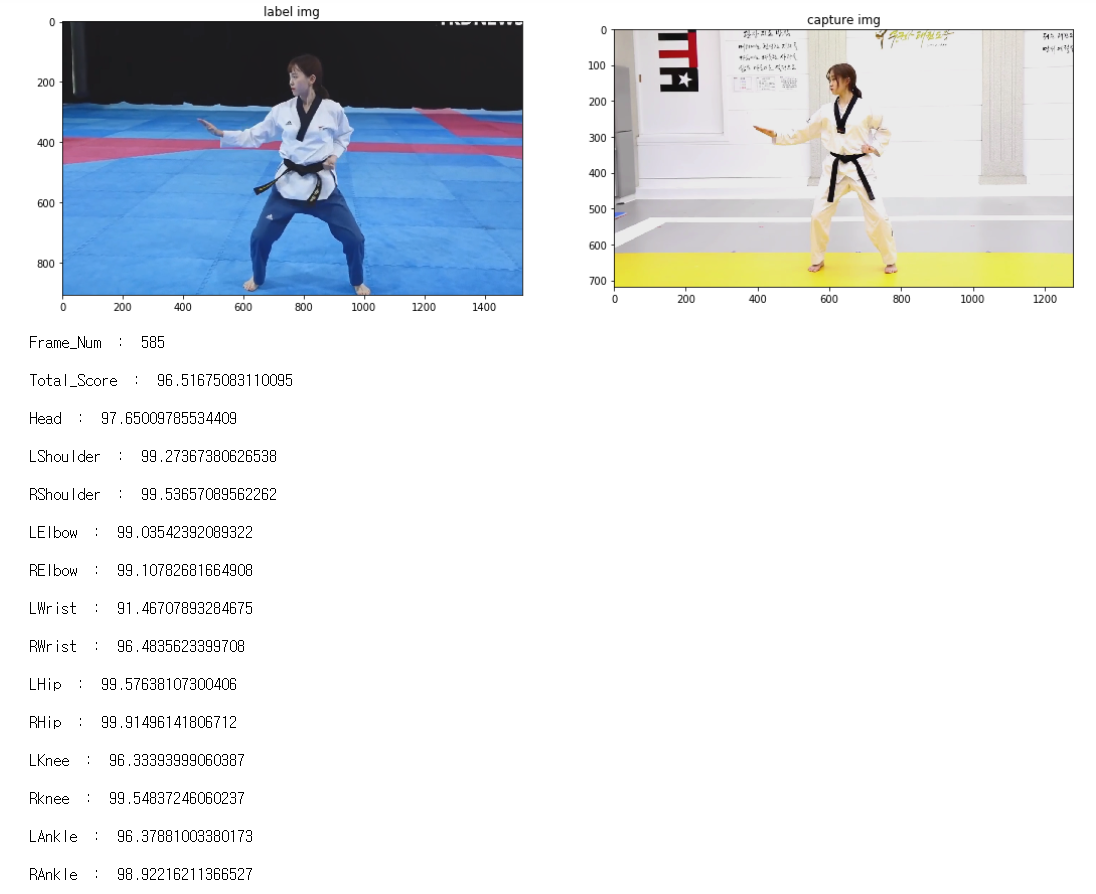 label img
capture img
0
200
400
600
800
0
200
400
600
800
1000
1200
1400
0
100
200
300
400
500
600
700
0
200
400
600
800
1000
1200
Frame_Num : 585
Total_Score : 96.51675083110095
Head : 97.65009785534409
LShoulder : 99.27367380626538
RShoulder : 99.53657089562262
LElbow : 99.03542392089322
RElbow : 99.10782681664908
LWrist : 91.46707893284675
RWrist : 96.4835623399708
LHip : 99.57638107300406
RHip : 99.91496141806712
LKnee : 96.33393999060387
Rknee : 99.54837246060237
LAnkle : 96.37881003380173
RAnkle : 98.92216211366527